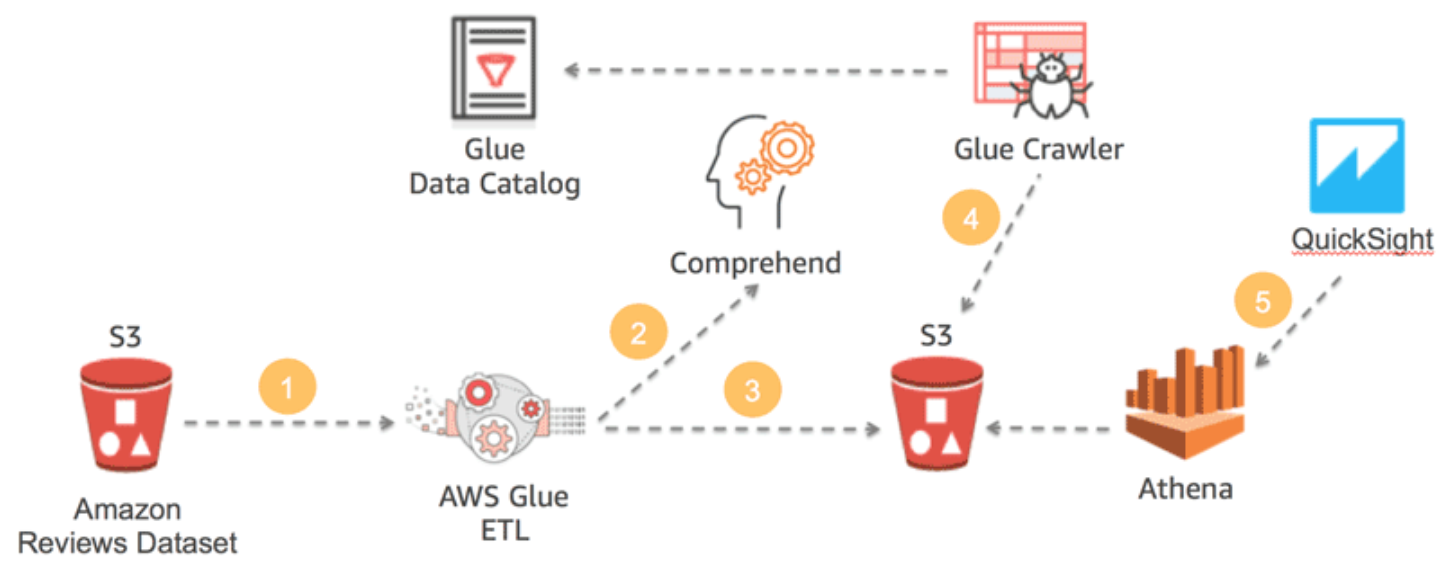 Glue
Data Catalog
Glue Crawler
Comprehend
QuickSight
4
5
2
S3
S3
1
3
Amazon
Reviews Dataset
AWS Glue
ETL
Athena